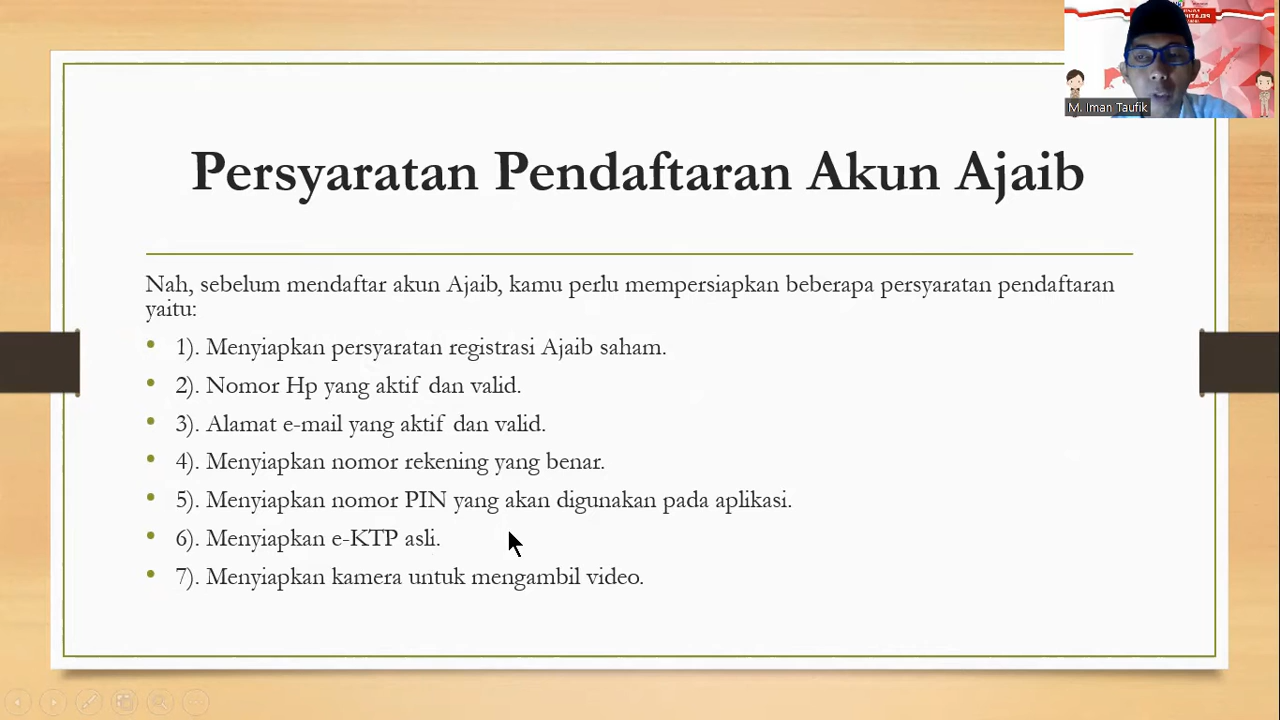 Persyaratan Pendaftaran Akun Ajaib
Nah, sebelum mendaftar akun Ajaib, kamu perlu mempersiapkan beberapa persyaratan pendaftaran
yaitu:
• 1). Menyiapkan persyaratan registrasi Ajaib saham.
• 2). Nomor Hp yang aktif dan valid.
• 3). Alamat e-mail yang aktif dan valid.
• 4). Menyiapkan nomor rekening yang benar.
• 5). Menyiapkan nomor PIN yang akan digunakan pada aplikasi.
• 6). Menyiapkan e-KTP asli.
• 7). Menyiapkan kamera untuk mengambil video.
M. Iman Taufik